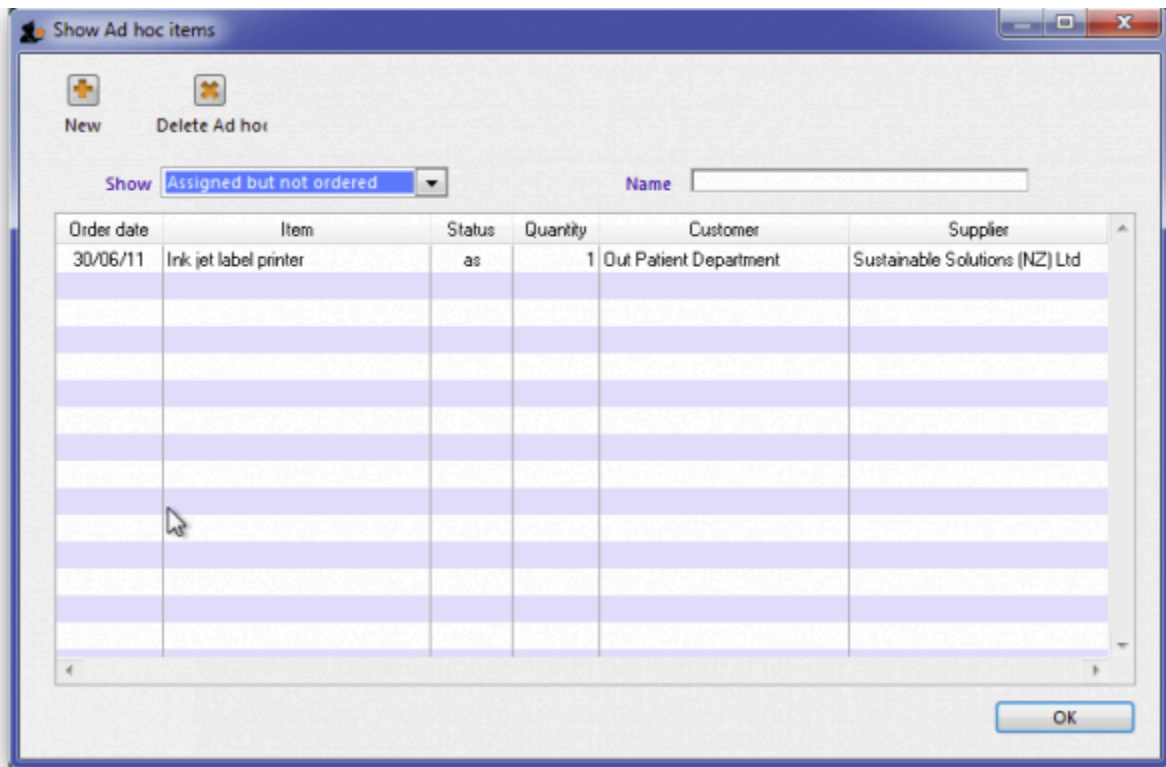 Show Ad hoc items
New Delete Ad hoc
Show Assigned but not ordered Name
Order date Item Status Quantity Customer Supplier
30/06/11 Ink jet label printer as 1 Out Patient Department Sustainable Solutions (NZ) Ltd
OK